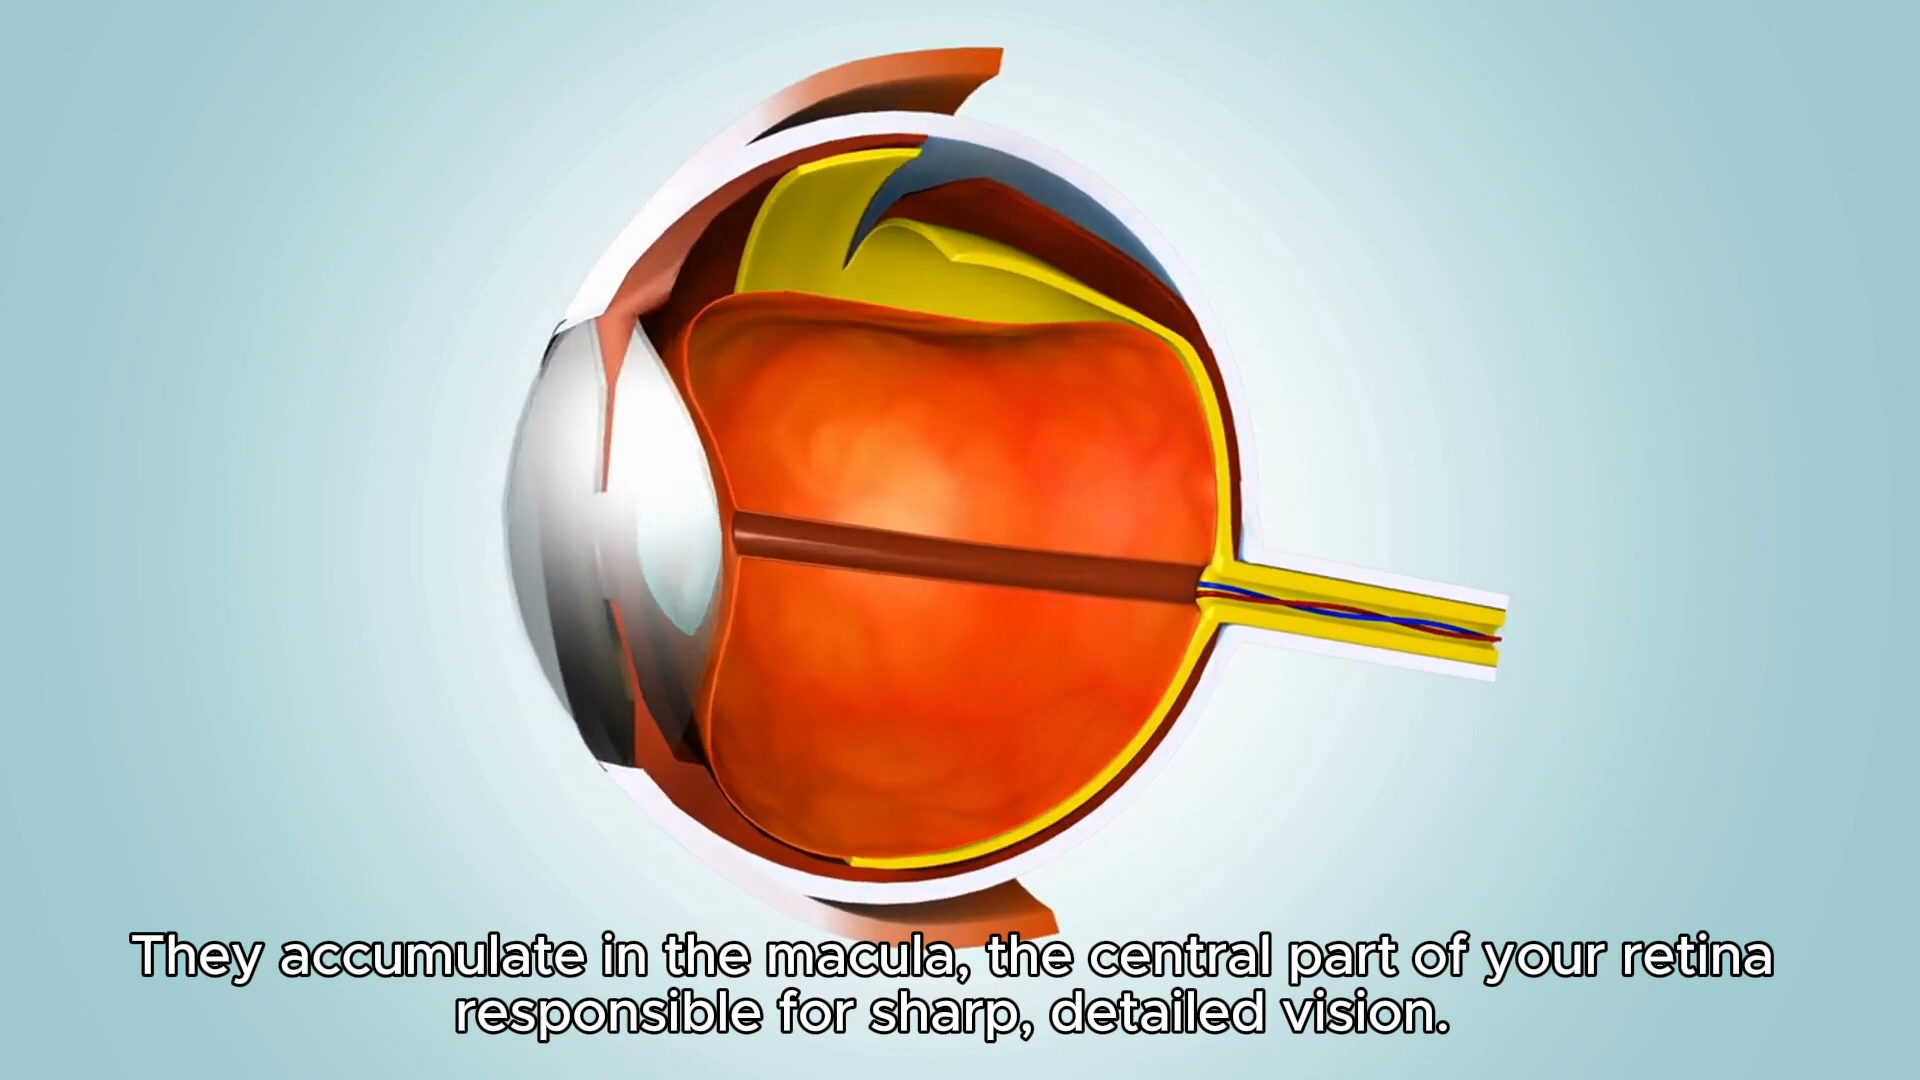 They accumulate in the macula, the central part of your retina
responsible for sharp, detailed vision.